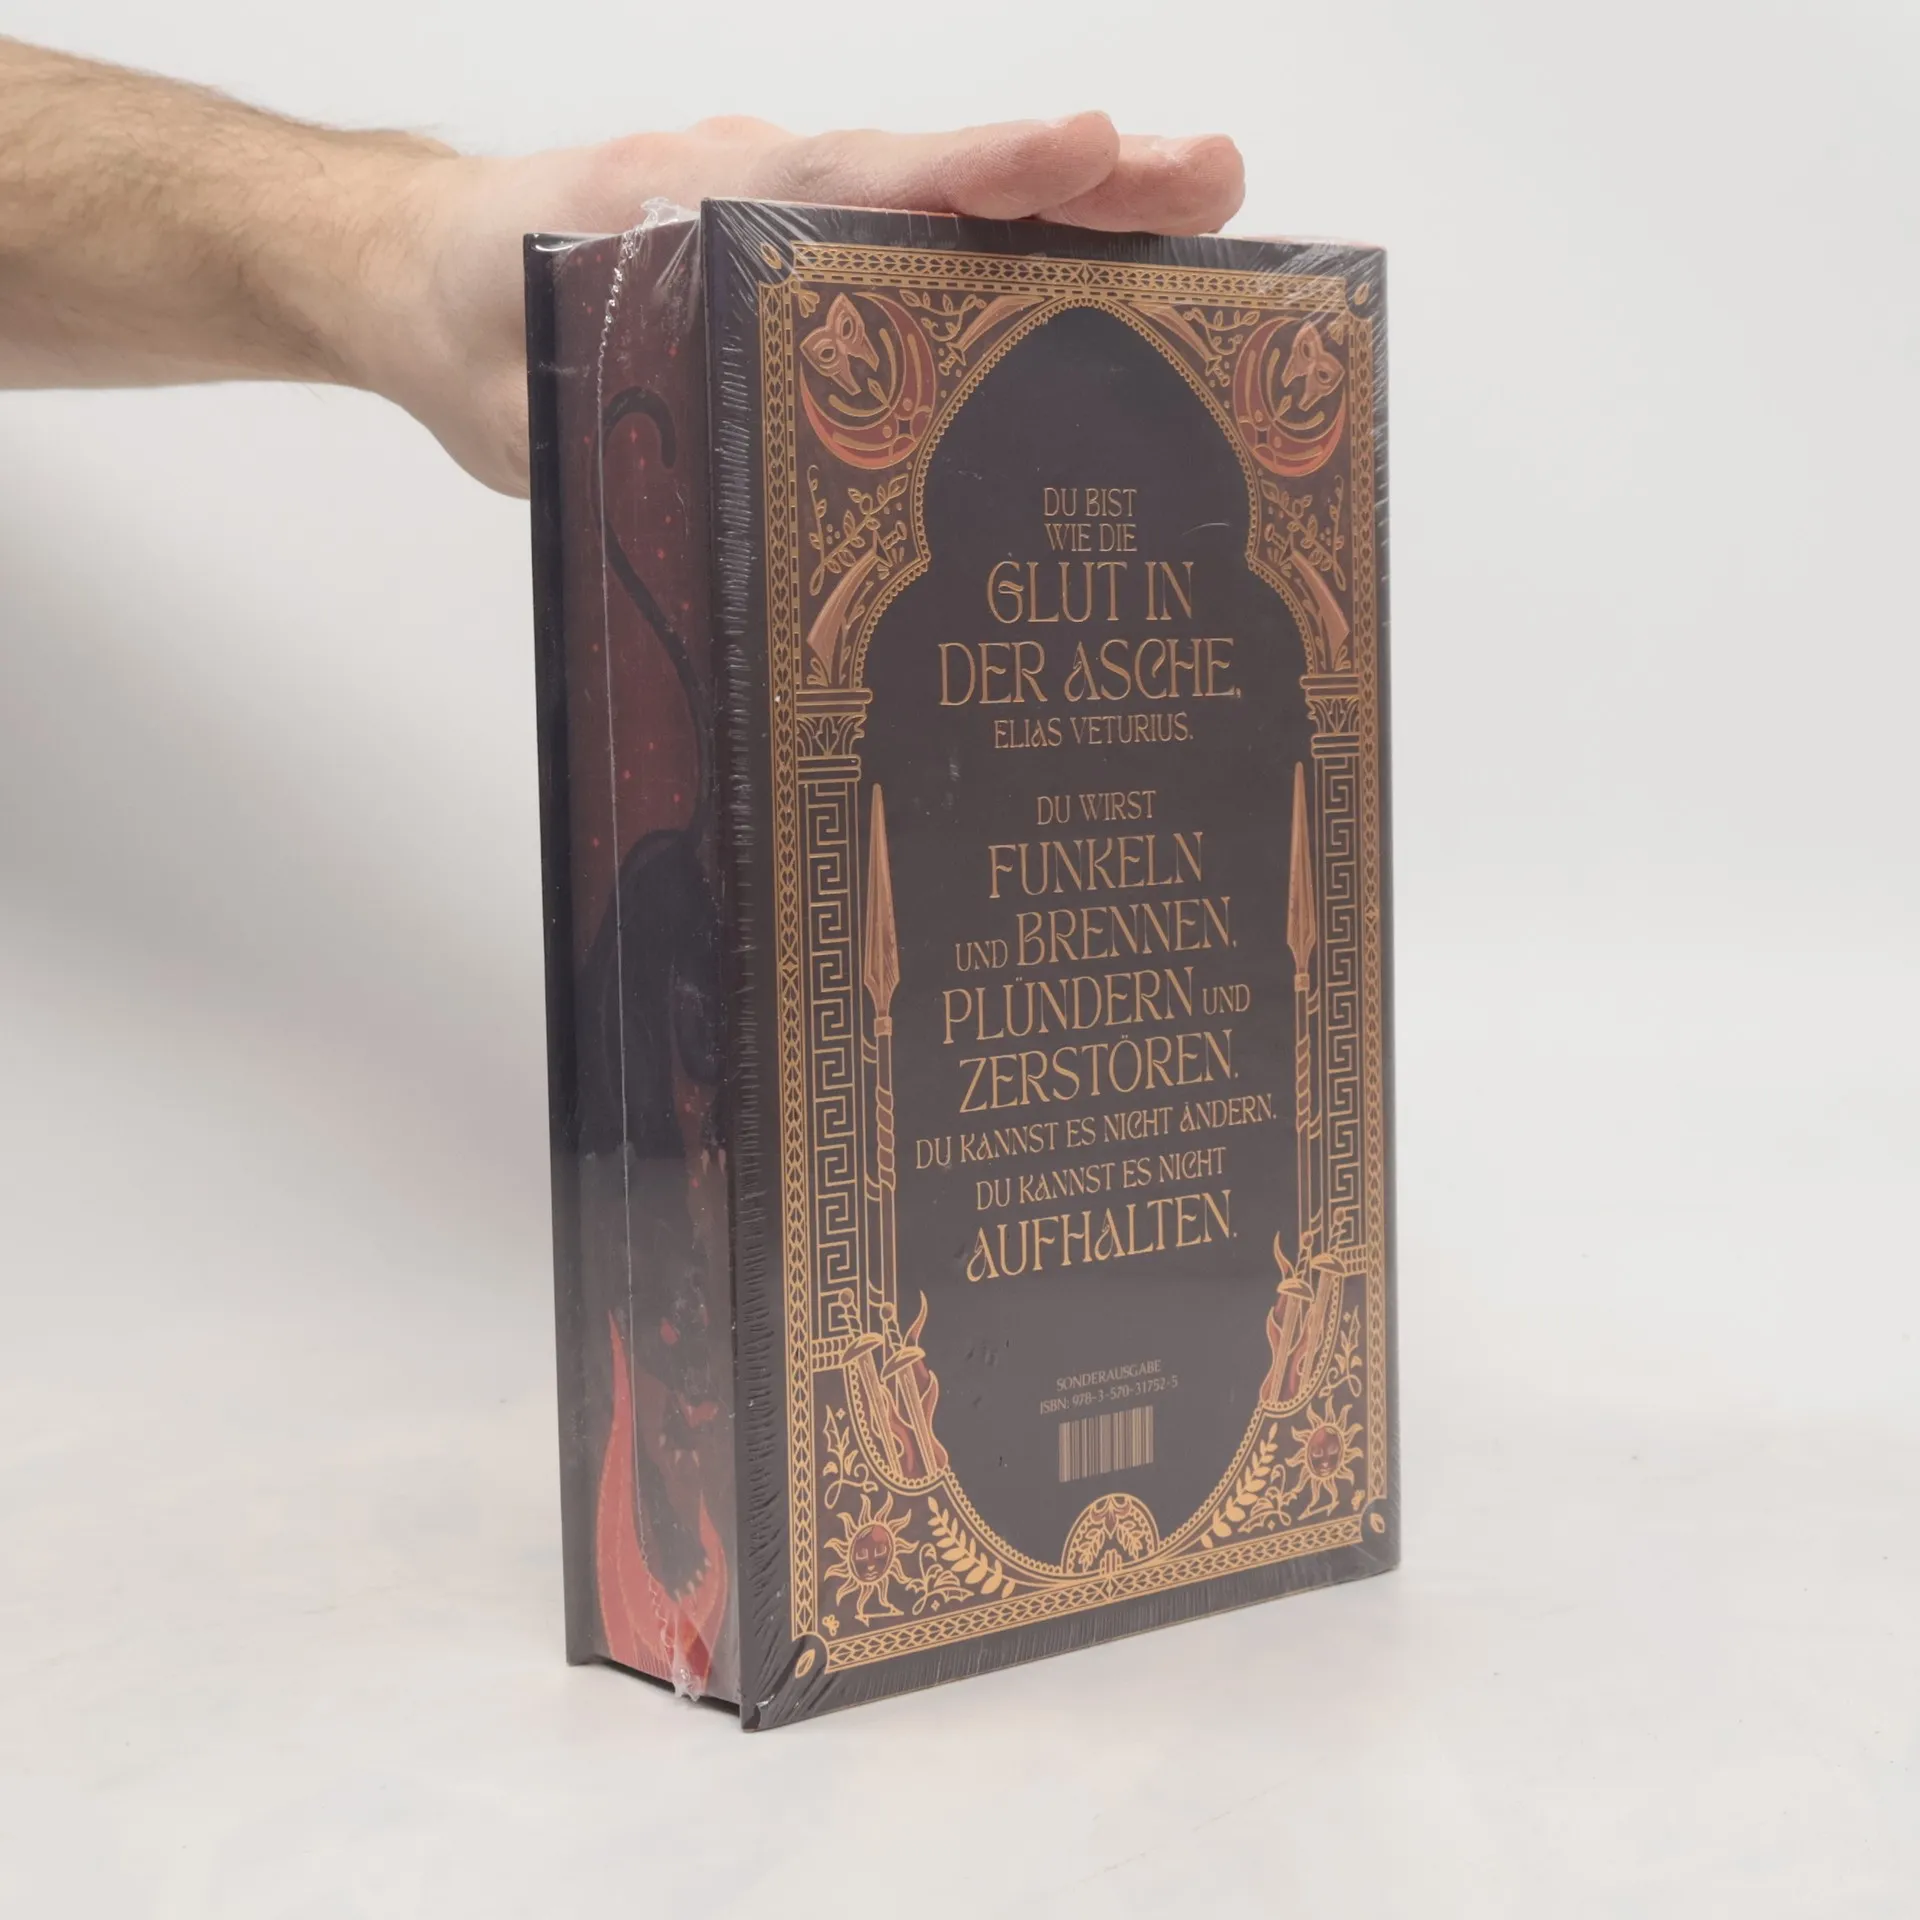 DU BIST
WIE DIE
GLUT IN
DER ASCHE,
ELIAS VETURIUS.
DU WIRST
FUNKELN
UND BRENNEN,
PLÜNDERN UND
ZERSTÖREN.
DU KANNST ES NICHT ÄNDERN.
DU KANNST ES NICHT
AUFHALTEN.
SONDERAUSGABE
ISBN: 978-3-570-31752-5